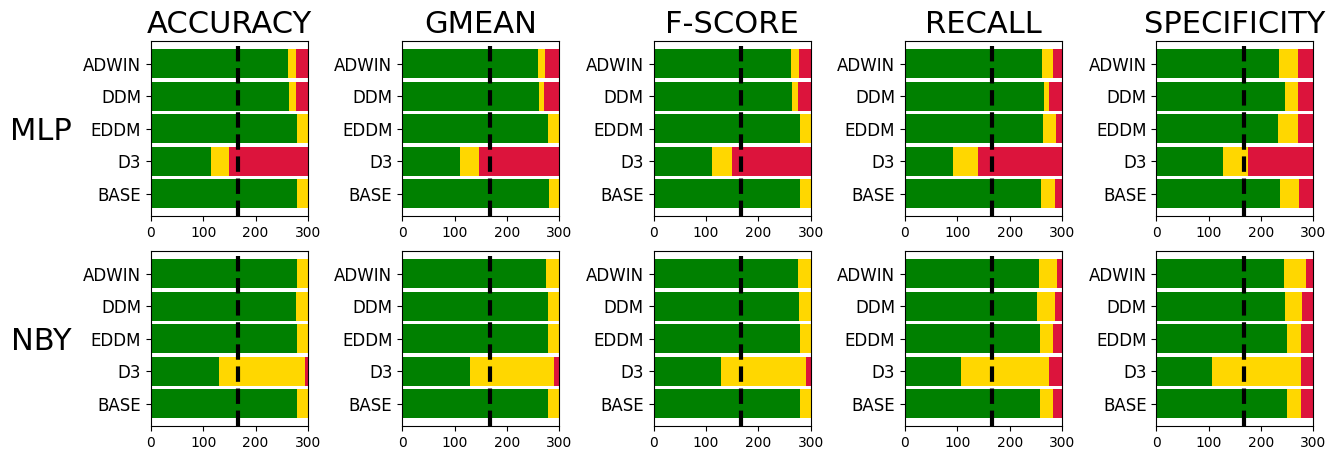 ACCURACY GMEAN F-SCORE RECALL SPECIFICITY
MLP
ADWIN ADWIN ADWIN ADWIN ADWIN
DDM DDM DDM DDM DDM
EDDM EDDM EDDM EDDM EDDM
D3 D3 D3 D3 D3
BASE BASE BASE BASE BASE
0 100 200 300 0 100 200 300 0 100 200 300 0 100 200 300 0 100 200 300
NBY
ADWIN ADWIN ADWIN ADWIN ADWIN
DDM DDM DDM DDM DDM
EDDM EDDM EDDM EDDM EDDM
D3 D3 D3 D3 D3
BASE BASE BASE BASE BASE
0 100 200 300 0 100 200 300 0 100 200 300 0 100 200 300 0 100 200 300